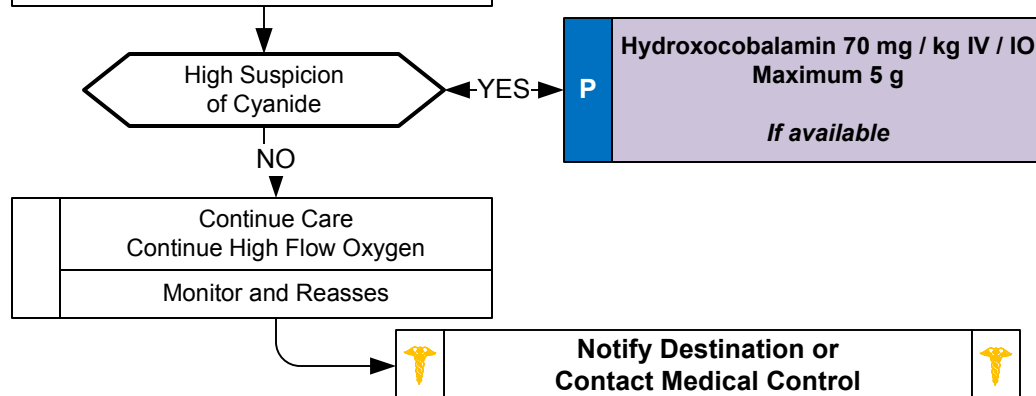 High Suspicion
of Cyanide
YES
P
Hydroxocobalamin 70 mg / kg IV / IO
Maximum 5 g
If available
NO
Continue Care
Continue High Flow Oxygen
Monitor and Reasses
Notify Destination or
Contact Medical Control